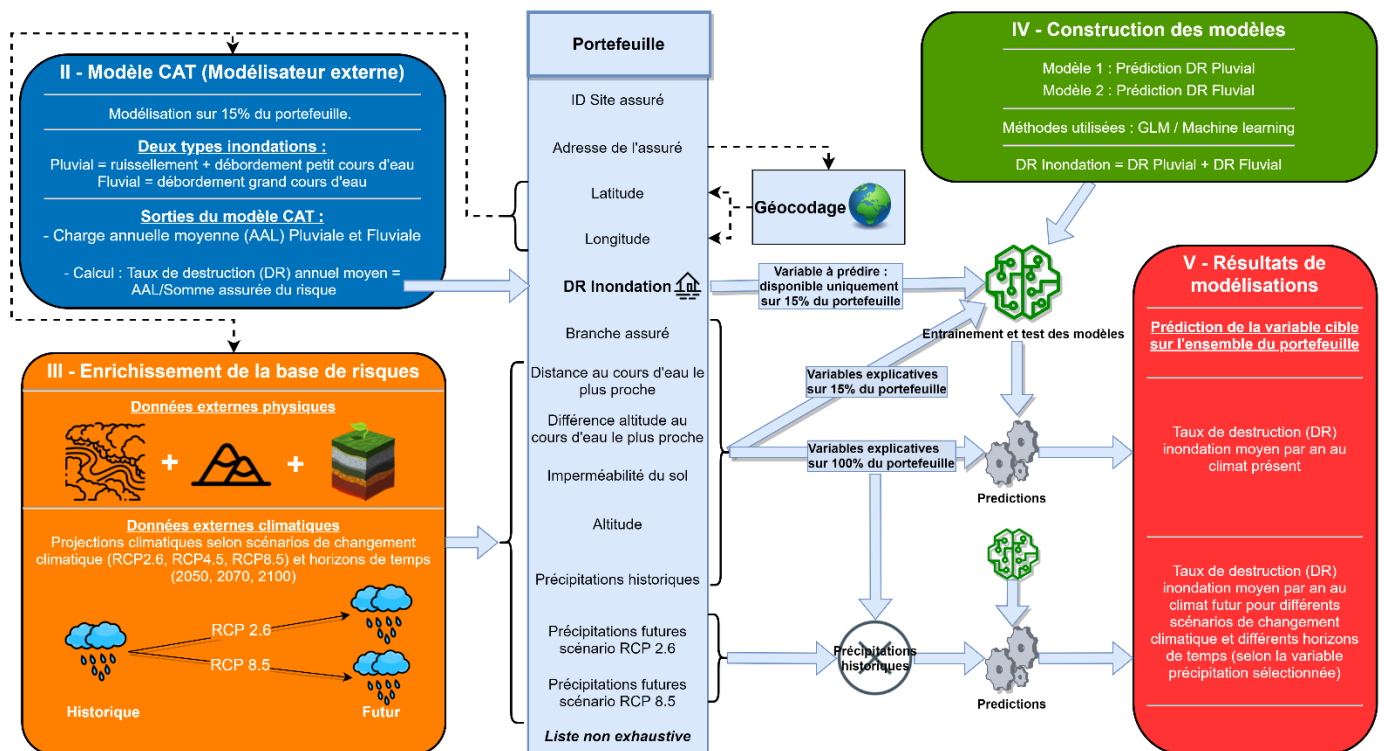 II - Modèle CAT (Modélisateur externe)
Modélisation sur 15% du portefeuille.
Deux types inondations :
Pluvial = ruissellement + débordement petit cours d'eau
Fluvial = débordement grand cours d'eau
Sorties du modèle CAT :
- Charge annuelle moyenne (AAL) Pluviale et Fluviale
- Calcul : Taux de destruction (DR) annuel moyen =
AAL/Somme assurée du risque
III - Enrichissement de la base de risques
Données externes physiques
+ +
Données externes climatiques
Projections climatiques selon scénarios de changement
climatique (RCP2.6, RCP4.5, RCP8.5) et horizons de temps
(2050, 2070, 2100)
RCP 2.6
RCP 8.5
Historique
Futur
Portefeuille
ID Site assuré
Adresse de l'assuré
Latitude
Longitude
DR Inondation
Branche assuré
Distance au cours d'eau le
plus proche
Différence altitude au
cours d'eau le plus proche
Imperméabilité du sol
Altitude
Précipitations historiques
Précipitations futures
scénario RCP 2.6
Précipitations futures
scénario RCP 8.5
Liste non exhaustive
Géocodage
Variable à prédire :
disponible uniquement
sur 15% du portefeuille
Variables explicatives
sur 15% du portefeuille
Variables explicatives
sur 100% du portefeuille
Précipitations
historiques
IV - Construction des modèles
Modèle 1 : Prédiction DR Pluvial
Modèle 2 : Prédiction DR Fluvial
Méthodes utilisées : GLM / Machine learning
DR Inondation = DR Pluvial + DR Fluvial
Entrainement et test des modèles
Predictions
Predictions
V - Résultats de
modélisations
Prédiction de la variable cible
sur l'ensemble du portefeuille
Taux de destruction (DR)
inondation moyen par an au
climat présent
Taux de destruction (DR)
inondation moyen par an au
climat futur pour différents
scénarios de changement
climatique et différents horizons
de temps (selon la variable
précipitation sélectionnée)